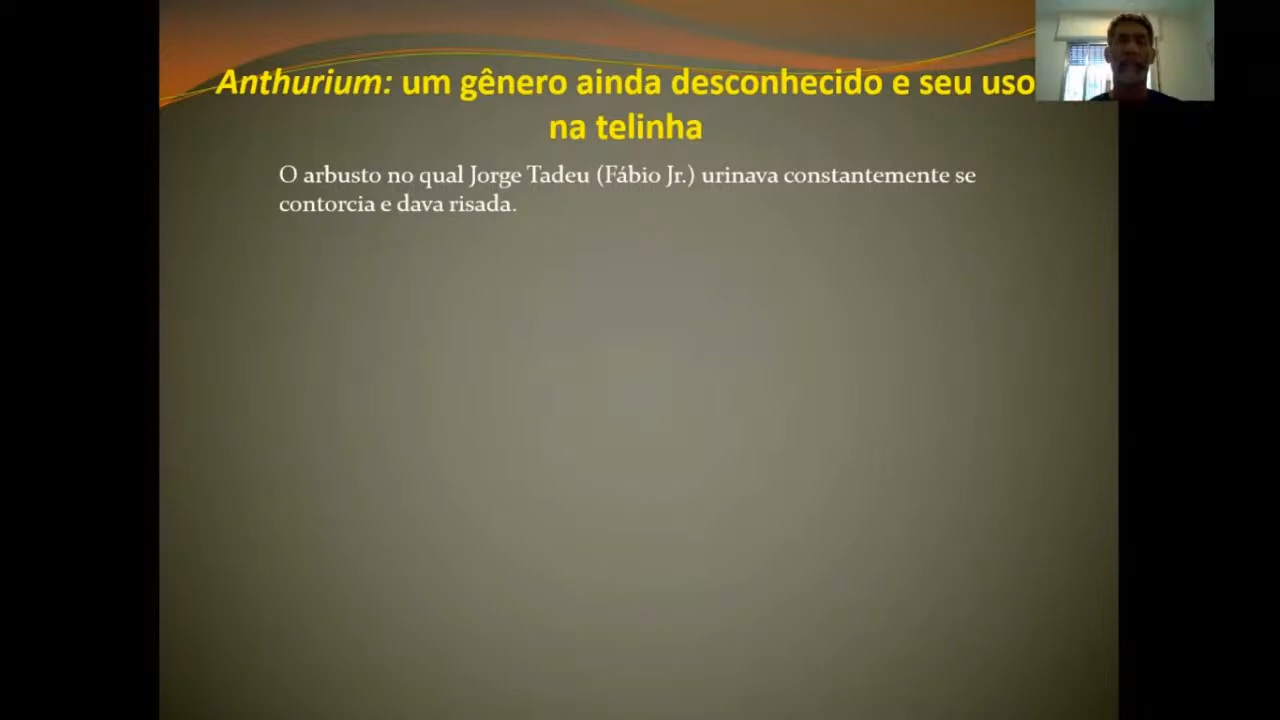 Anthurium: um gênero ainda desconhecido e seu uso
na telinha
O arbusto no qual Jorge Tadeu (Fábio Jr.) urinava constantemente se
contorcia e dava risada.